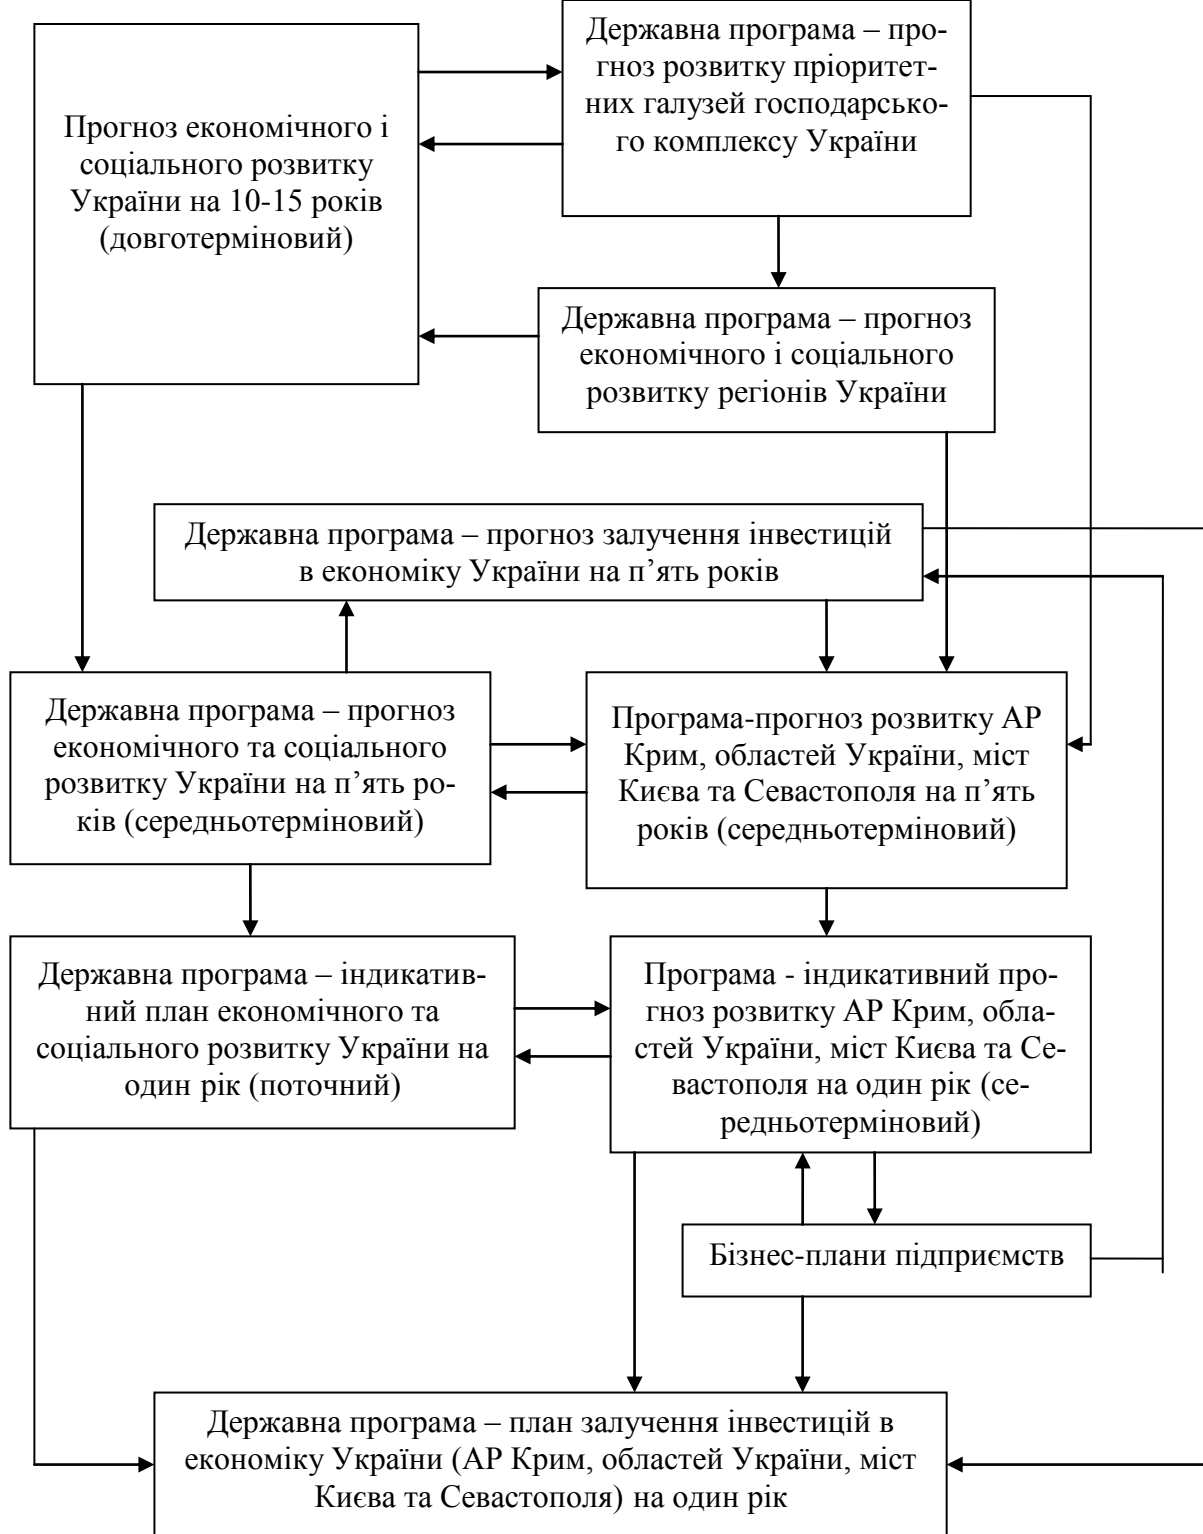 Прогноз економічного і
соціального розвитку
України на 10-15 років
(довготерміновий)
Державна програма – про-
гноз розвитку пріоритет-
них галузей господарсько-
го комплексу України
Державна програма – прогноз
економічного і соціального
розвитку регіонів України
Державна програма – прогноз залучення інвестицій
в економіку України на п’ять років
Державна програма – прогноз
економічного та соціального
розвитку України на п’ять ро-
ків (середньотерміновий)
Програма-прогноз розвитку АР
Крим, областей України, міст
Києва та Севастополя на п’ять
років (середньотерміновий)
Державна програма – індикатив-
ний план економічного та
соціального розвитку України на
один рік (поточний)
Програма - індикативний про-
гноз розвитку АР Крим, обла-
стей України, міст Києва та Се-
вастополя на один рік (се-
редньотерміновий)
Бізнес-плани підприємств
Державна програма – план залучення інвестицій в
економіку України (АР Крим, областей України, міст
Києва та Севастополя) на один рік